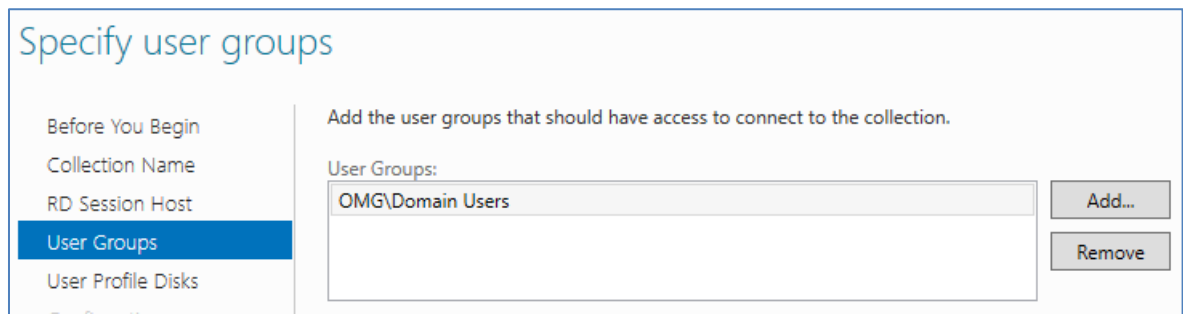 Specify user groups
Before You Begin
Collection Name
RD Session Host
User Groups
User Profile Disks
Add the user groups that should have access to connect to the collection.
User Groups:
OMG\Domain Users
Add...
Remove